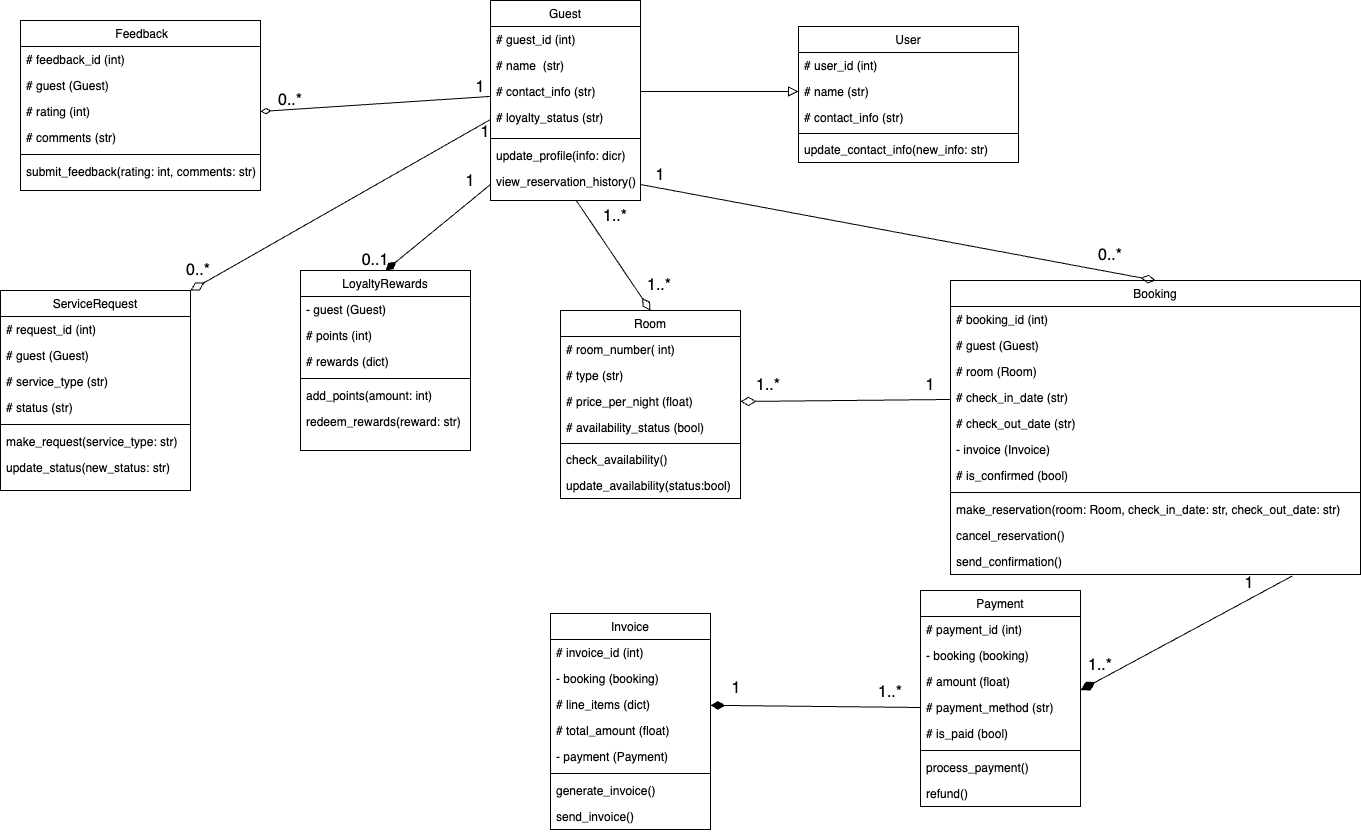 Feedback
# feedback_id (int)
# guest (Guest)
# rating (int)
# comments (str)
submit_feedback(rating: int, comments: str)
0..*
1
Guest
# guest_id (int)
# name  (str)
# contact_info (str)
# loyalty_status (str)
update_profile(info: dicr)
view_reservation_history()
User
# user_id (int)
# name (str)
# contact_info (str)
update_contact_info(new_info: str)
1
0..*
1
0..1
1..*
1..*
1
0..*
ServiceRequest
# request_id (int)
# guest (Guest)
# service_type (str)
# status (str)
make_request(service_type: str)
update_status(new_status: str)
LoyaltyRewards
- guest (Guest)
# points (int)
# rewards (dict)
add_points(amount: int)
redeem_rewards(reward: str)
Room
# room_number( int)
# type (str)
# price_per_night (float)
# availability_status (bool)
check_availability()
update_availability(status:bool)
1..*
1
Booking
# booking_id (int)
# guest (Guest)
# room (Room)
# check_in_date (str)
# check_out_date (str)
- invoice (Invoice)
# is_confirmed (bool)
make_reservation(room: Room, check_in_date: str, check_out_date: str)
cancel_reservation()
send_confirmation()
1
1..*
Invoice
# invoice_id (int)
- booking (booking)
# line_items (dict)
# total_amount (float)
- payment (Payment)
generate_invoice()
send_invoice()
1
1..*
Payment
# payment_id (int)
- booking (booking)
# amount (float)
# payment_method (str)
# is_paid (bool)
process_payment()
refund()